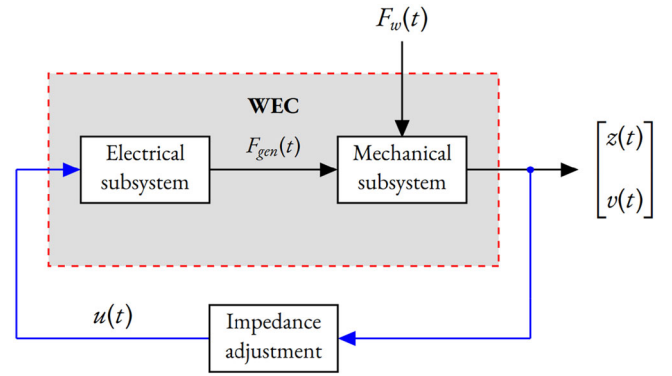 F_w(t)
WEC
Electrical
subsystem
F_gen(t)
Mechanical
subsystem
[z(t)
v(t)]
u(t)
Impedance
adjustment